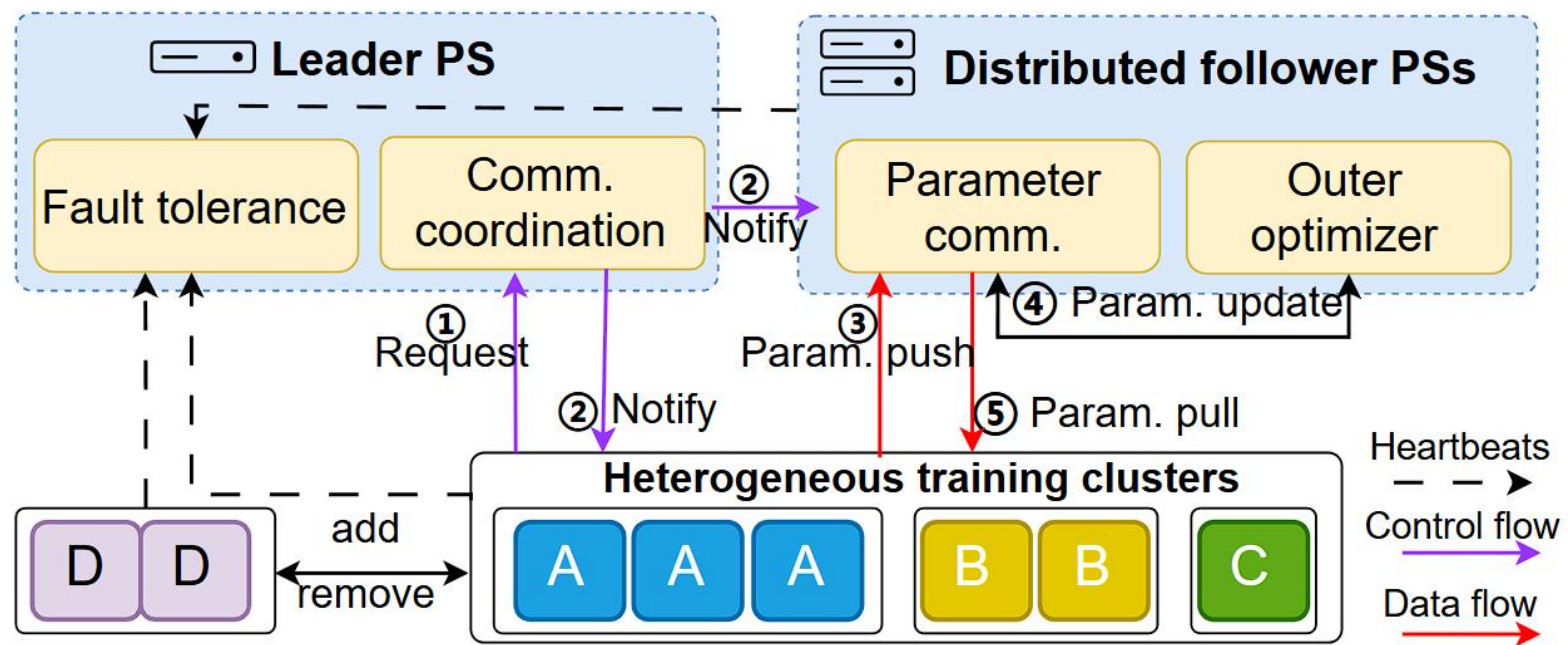 Leader PS
Distributed follower PSs
Fault tolerance
Comm.
coordination
② Notify
Parameter
comm.
Outer
optimizer
①
Request
② Notify
③
Param. push
④ Param. update
⑤ Param. pull
Heterogeneous training clusters
D D
add
remove
A A A
B B
C
Heartbeats
Control flow
Data flow